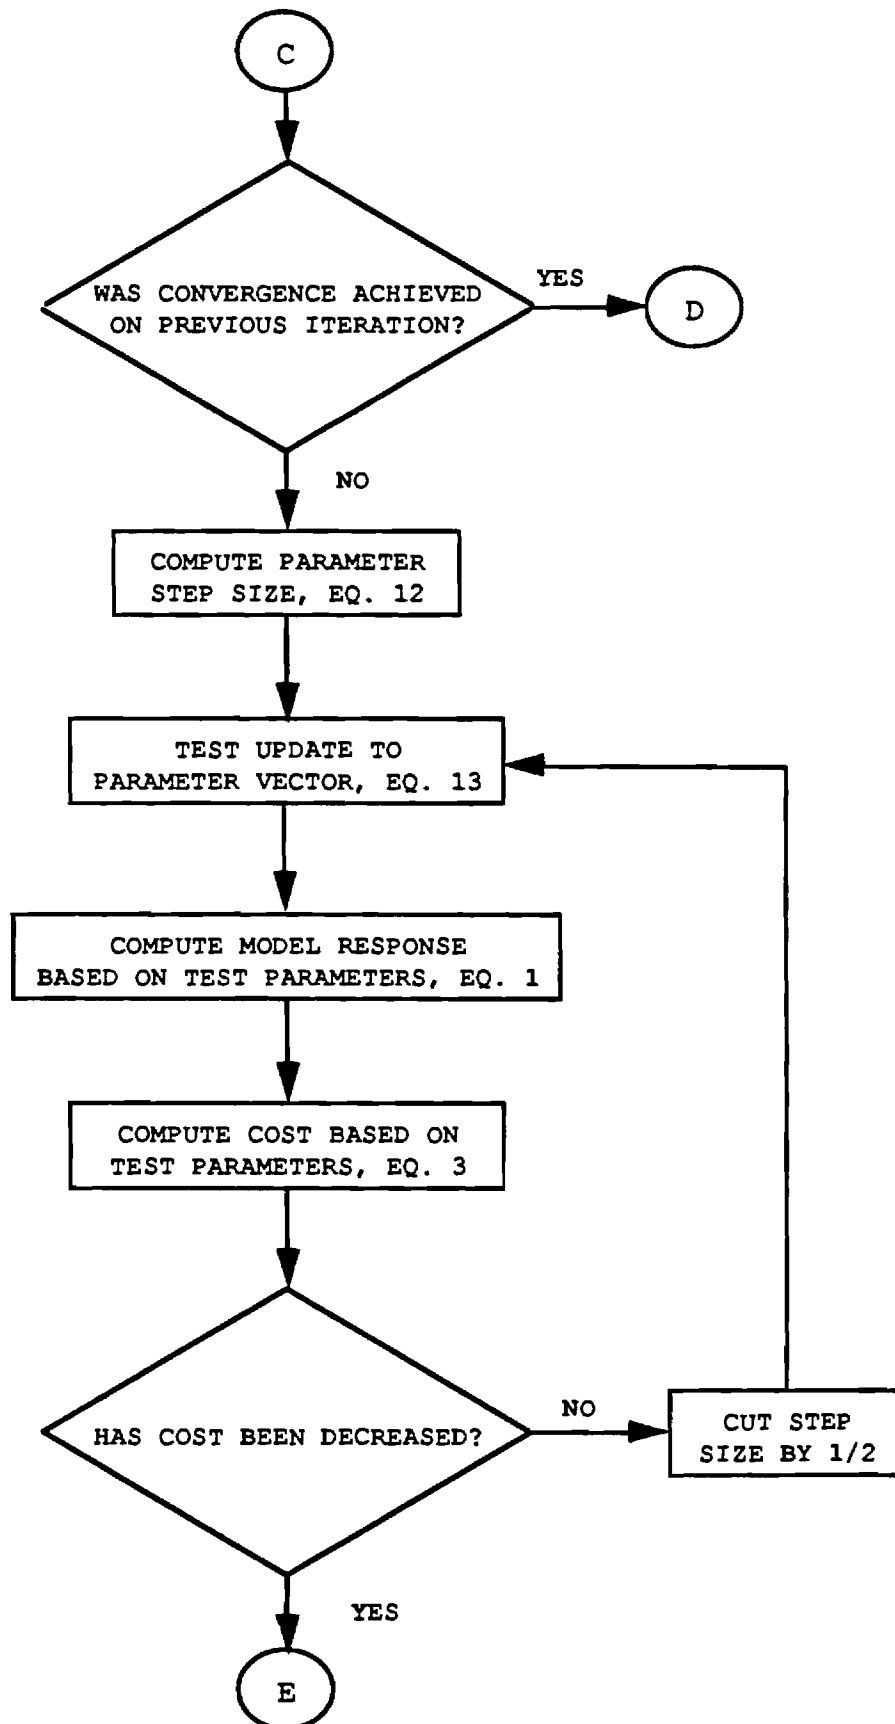 C
WAS CONVERGENCE ACHIEVED
ON PREVIOUS ITERATION?
YES
D
NO
COMPUTE PARAMETER
STEP SIZE, EQ. 12
TEST UPDATE TO
PARAMETER VECTOR, EQ. 13
COMPUTE MODEL RESPONSE
BASED ON TEST PARAMETERS, EQ. 1
COMPUTE COST BASED ON
TEST PARAMETERS, EQ. 3
HAS COST BEEN DECREASED?
NO
CUT STEP
SIZE BY 1/2
YES
E